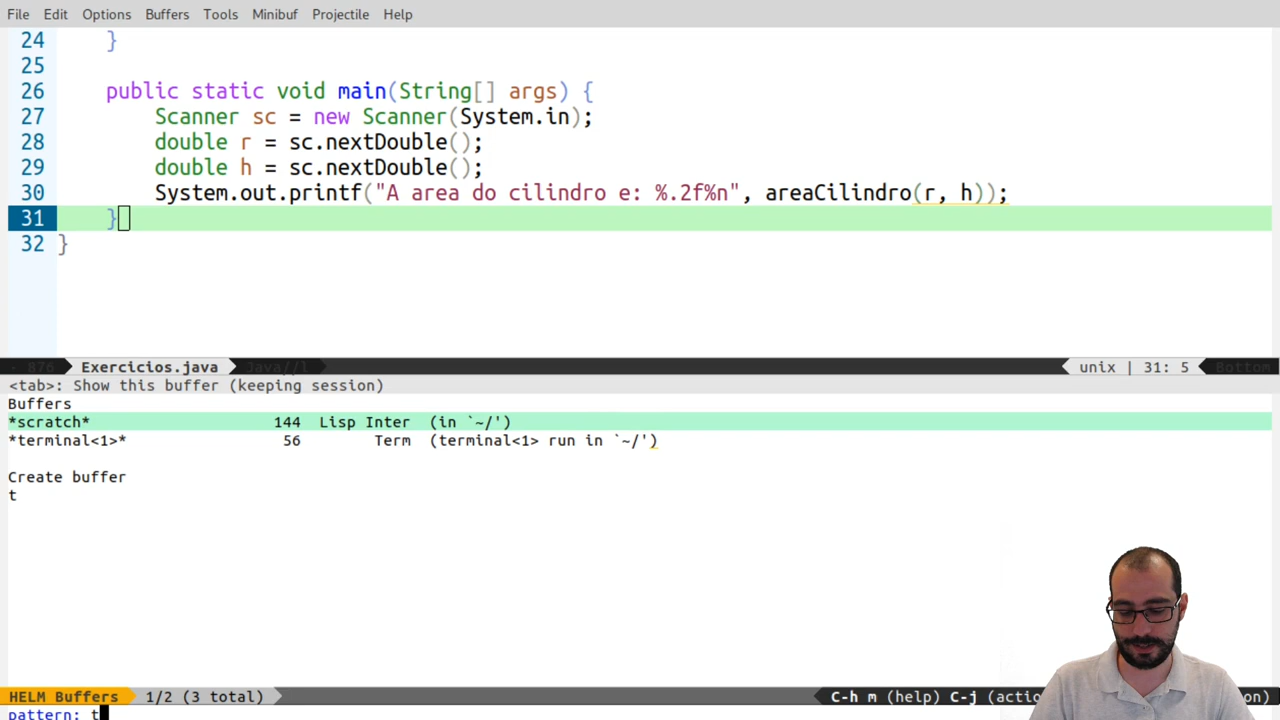 File Edit Options Buffers Tools Minibuf Projectile Help
24 }
25
26 public static void main(String[] args) {
27 Scanner sc = new Scanner(System.in);
28 double r = sc.nextDouble();
29 double h = sc.nextDouble();
30 System.out.printf("A area do cilindro e: %.2f%n", areaCilindro(r, h));
31 }
32 }
876 Exercicios.java Java//l unix | 31: 5 Bottom
<tab>: Show this buffer (keeping session)
Buffers
*scratch* 144 Lisp Inter (in `~/')
*terminal<1>* 56 Term (terminal<1> run in `~/')
Create buffer
t
HELM Buffers 1/2 (3 total) C-h m (help) C-j (actio on)
pattern: t